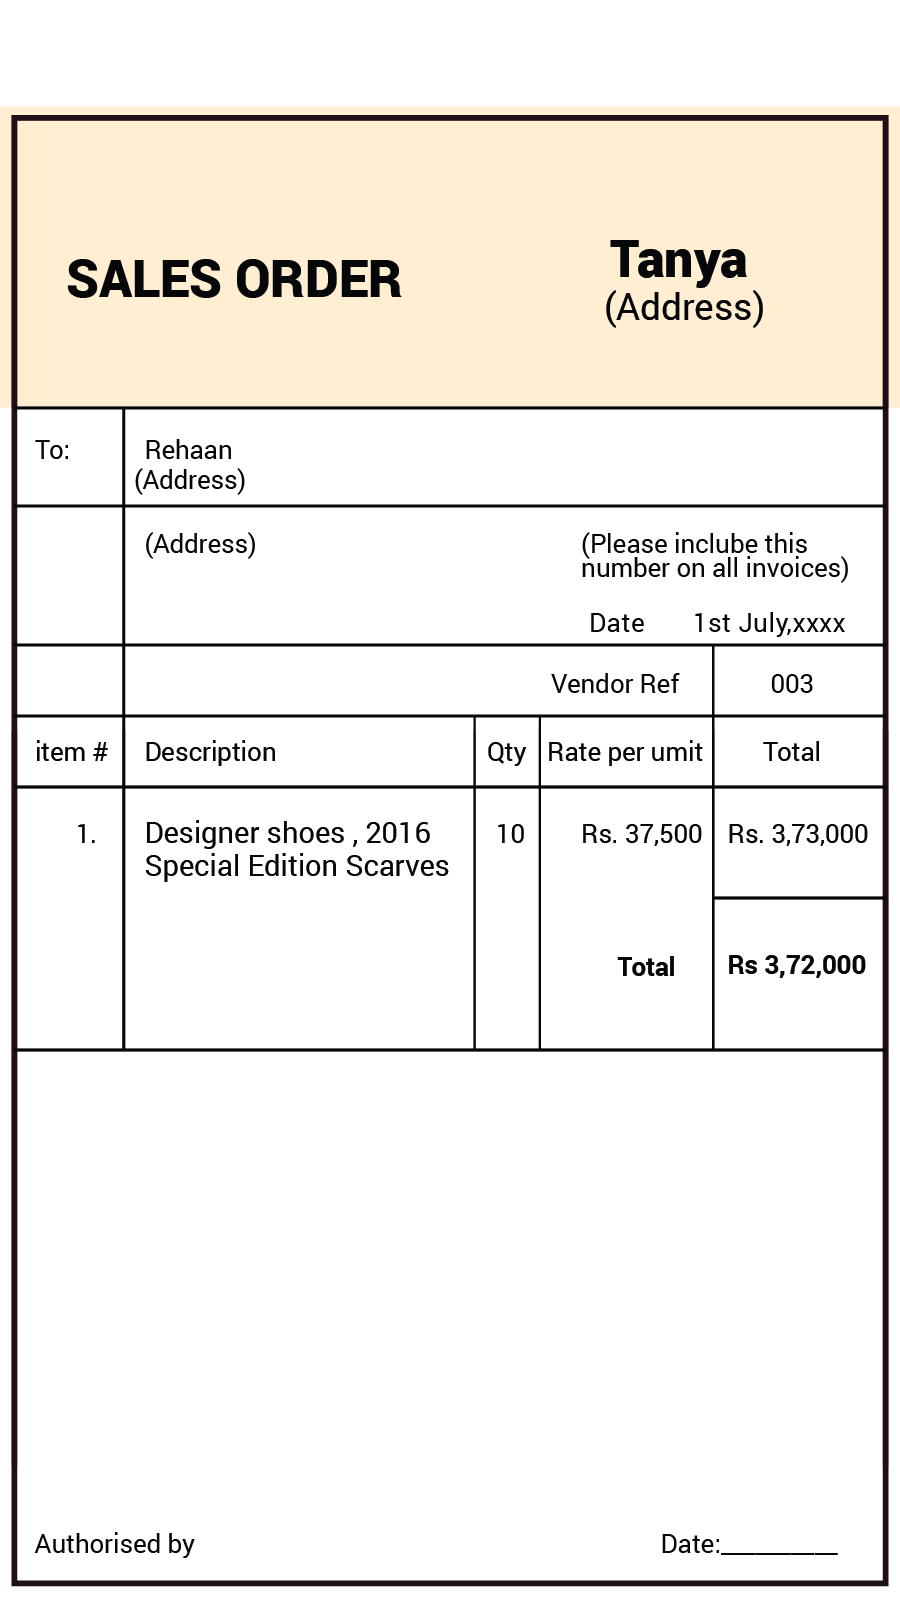 SALES ORDER
Tanya
(Address)
To:
Rehaan
(Address)
(Address)
(Please inclube this
number on all invoices)
Date 1st July,xxxx
Vendor Ref 003
item # Description Qty Rate per umit Total
1. Designer shoes , 2016 10 Rs. 37,500 Rs. 3,73,000
Special Edition Scarves
Total Rs 3,72,000
Authorised by Date:_________